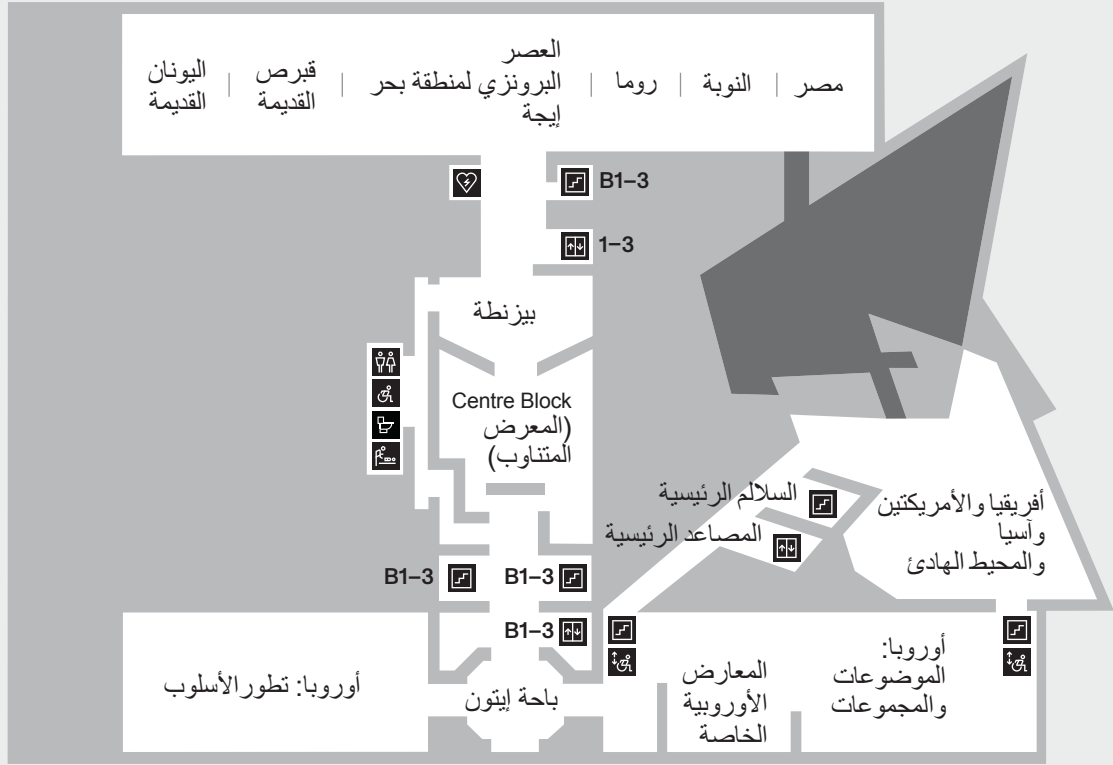 مصر | النوبة | روما | العصر
البرونزي لمنطقة بحر
إيجة | قبرص
القديمة | اليونان
القديمة
B1–3
1–3
بيزنطة
Centre Block
(المعرض
المتناوب)
السلالم الرئيسية
المصاعد الرئيسية
أفريقيا والأمريكتين
وآسيا
والمحيط الهادئ
B1–3
B1–3
B1–3
أوروبا:
الموضوعات
والمجموعات
المعارض
الأوروبية
الخاصة
باحة إيتون
أوروبا: تطور الأسلوب